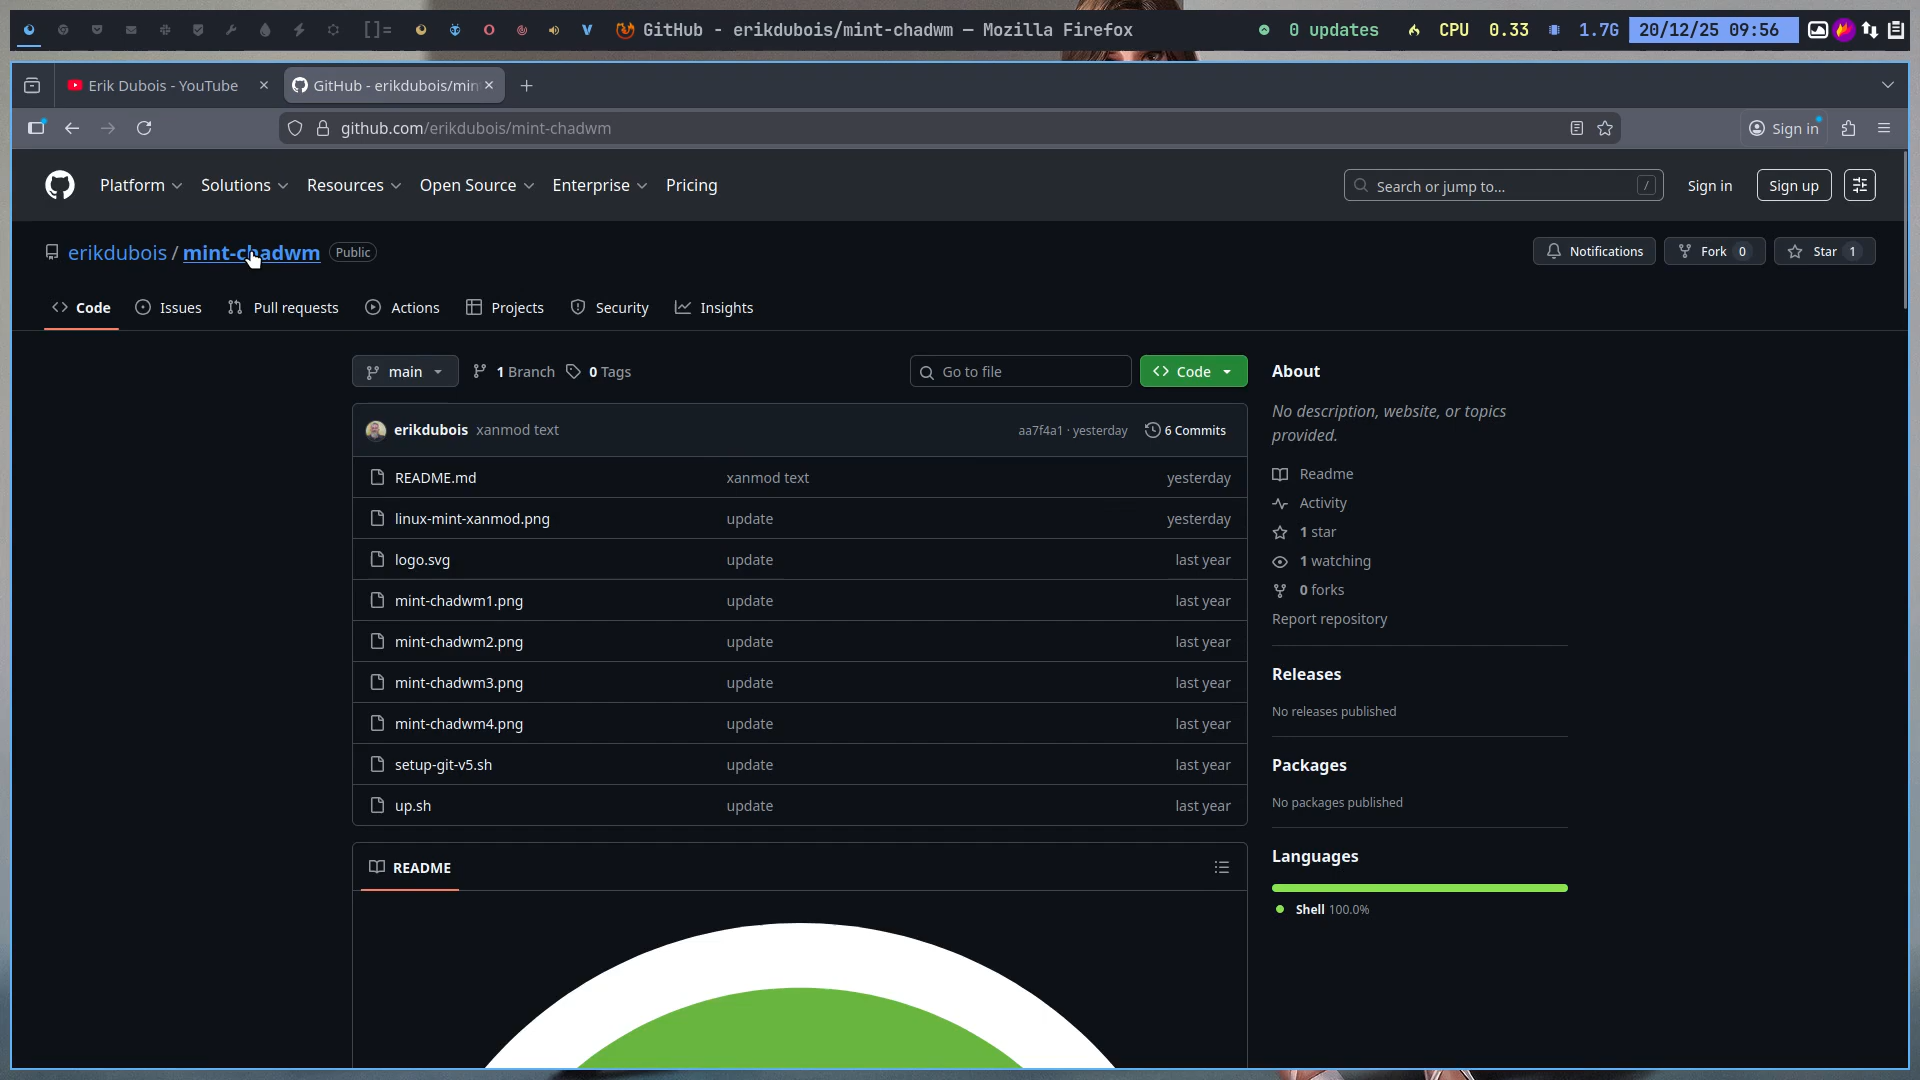 []=
GitHub - erikdubois/mint-chadwm — Mozilla Firefox
0 updates
CPU 0.33
1.7G
20/12/25 09:56
Erik Dubois - YouTube
GitHub - erikdubois/min
github.com/erikdubois/mint-chadwm
Sign in
Platform
Solutions
Resources
Open Source
Enterprise
Pricing
Search or jump to...
/
Sign in
Sign up
erikdubois / mint-chadwm
Public
Notifications
Fork 0
Star 1
Code
Issues
Pull requests
Actions
Projects
Security
Insights
main
1 Branch
0 Tags
Go to file
Code
erikdubois xanmod text
aa7f4a1 · yesterday
6 Commits
README.md xanmod text yesterday
linux-mint-xanmod.png update yesterday
logo.svg update last year
mint-chadwm1.png update last year
mint-chadwm2.png update last year
mint-chadwm3.png update last year
mint-chadwm4.png update last year
setup-git-v5.sh update last year
up.sh update last year
README
About
No description, website, or topics
provided.
Readme
Activity
1 star
1 watching
0 forks
Report repository
Releases
No releases published
Packages
No packages published
Languages
Shell 100.0%